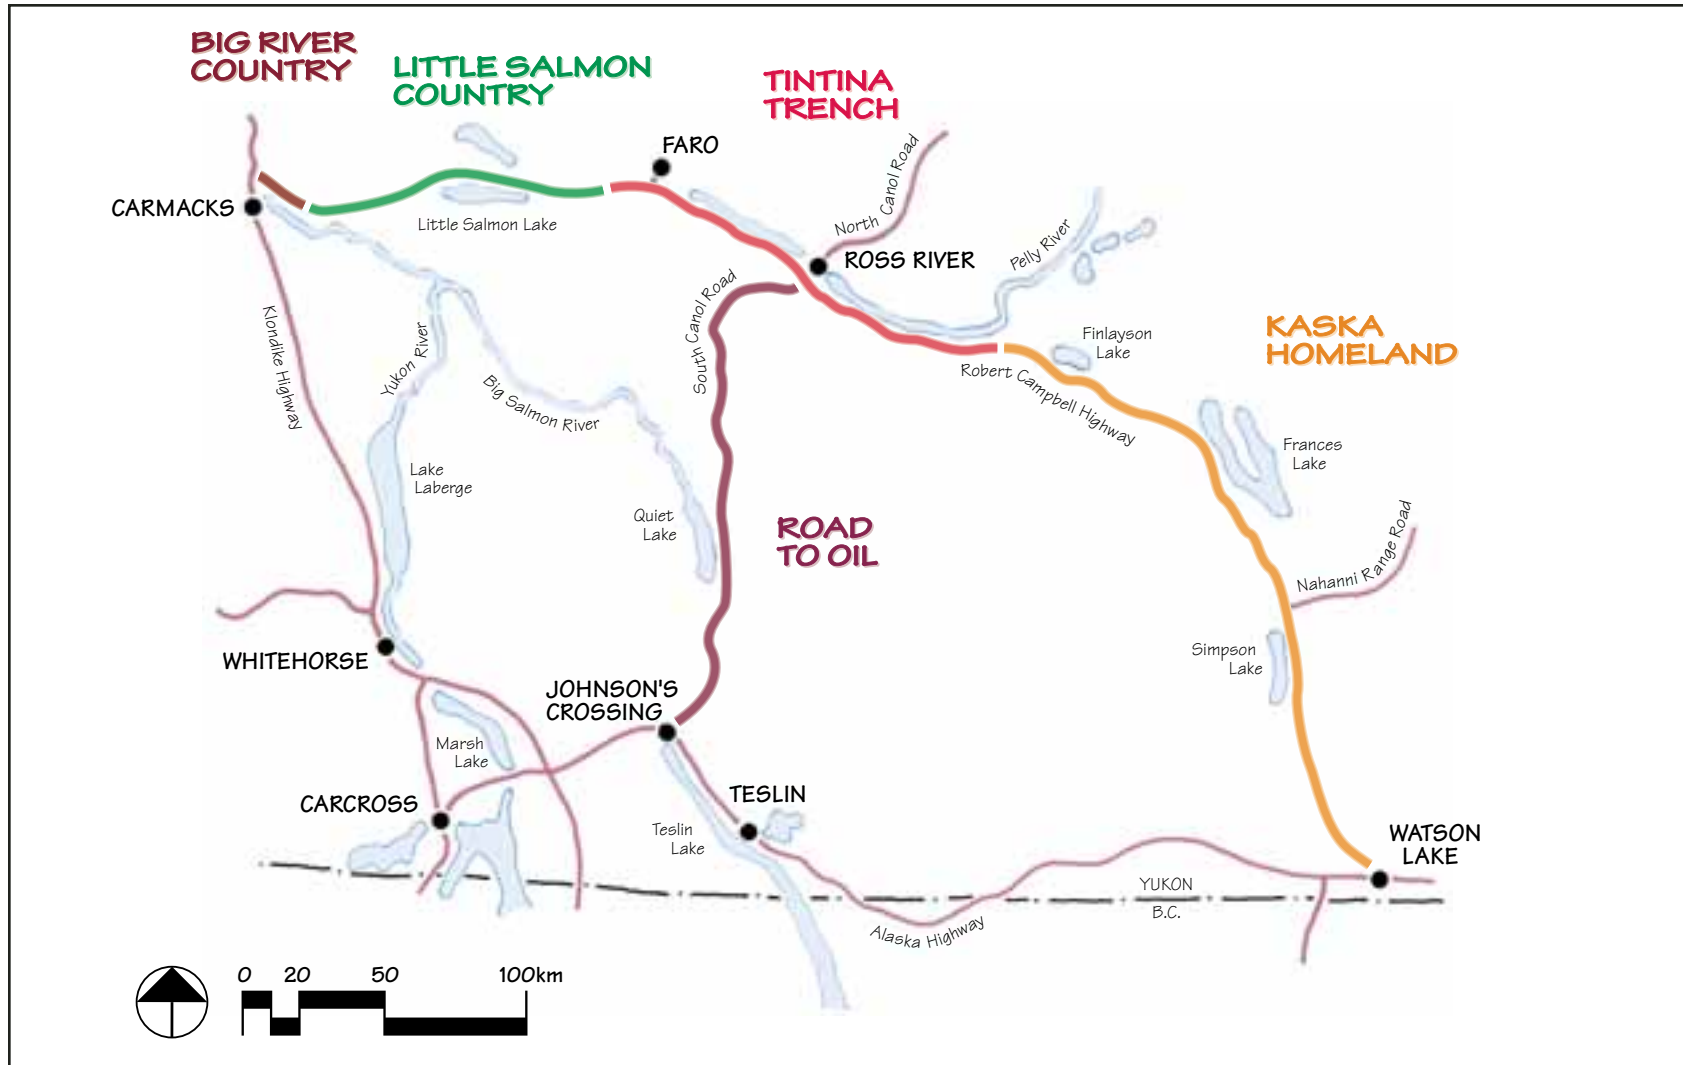 BIG RIVER
COUNTRY
LITTLE SALMON
COUNTRY
TINTINA
TRENCH
FARO
CARMACKS
Little Salmon Lake
North Canol Road
ROSS RIVER
Pelly River
South Canol Road
Klondike Highway
Yukon River
Big Salmon River
Finlayson
Lake
Robert Campbell Highway
KASKA
HOMELAND
Frances
Lake
Lake
Laberge
Quiet
Lake
ROAD
TO OIL
Nahanni Range Road
Simpson
Lake
WHITEHORSE
JOHNSON'S
CROSSING
Marsh
Lake
CARCROSS
TESLIN
Teslin
Lake
WATSON
LAKE
YUKON
B.C.
Alaska Highway
0 20 50 100km